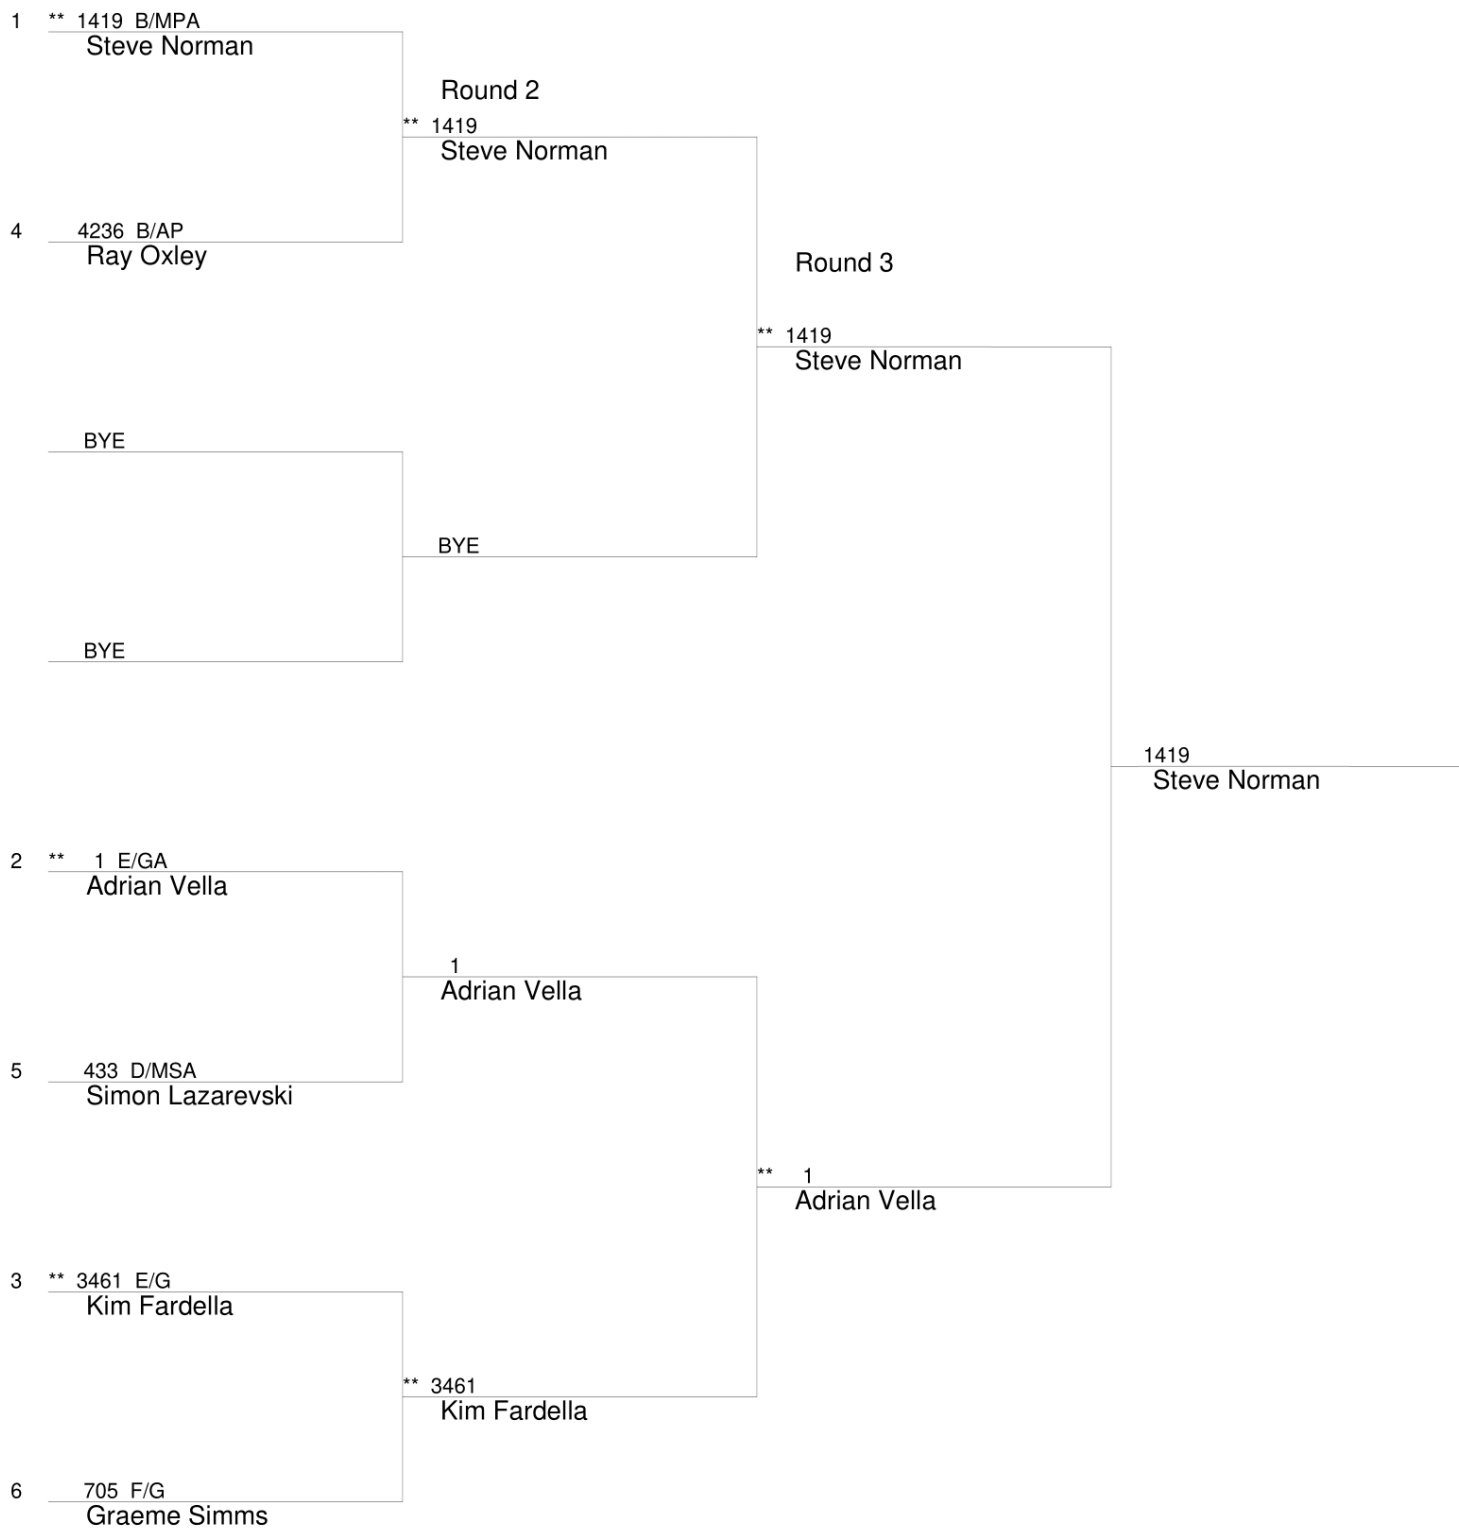 1 ** 1419 B/MPA
Steve Norman
Round 2
** 1419
Steve Norman
4 4236 B/AP
Ray Oxley
Round 3
** 1419
Steve Norman
BYE
BYE
BYE
1419
Steve Norman
2 ** 1 E/GA
Adrian Vella
1
Adrian Vella
5 433 D/MSA
Simon Lazarevski
** 1
Adrian Vella
3 ** 3461 E/G
Kim Fardella
** 3461
Kim Fardella
6 705 F/G
Graeme Simms